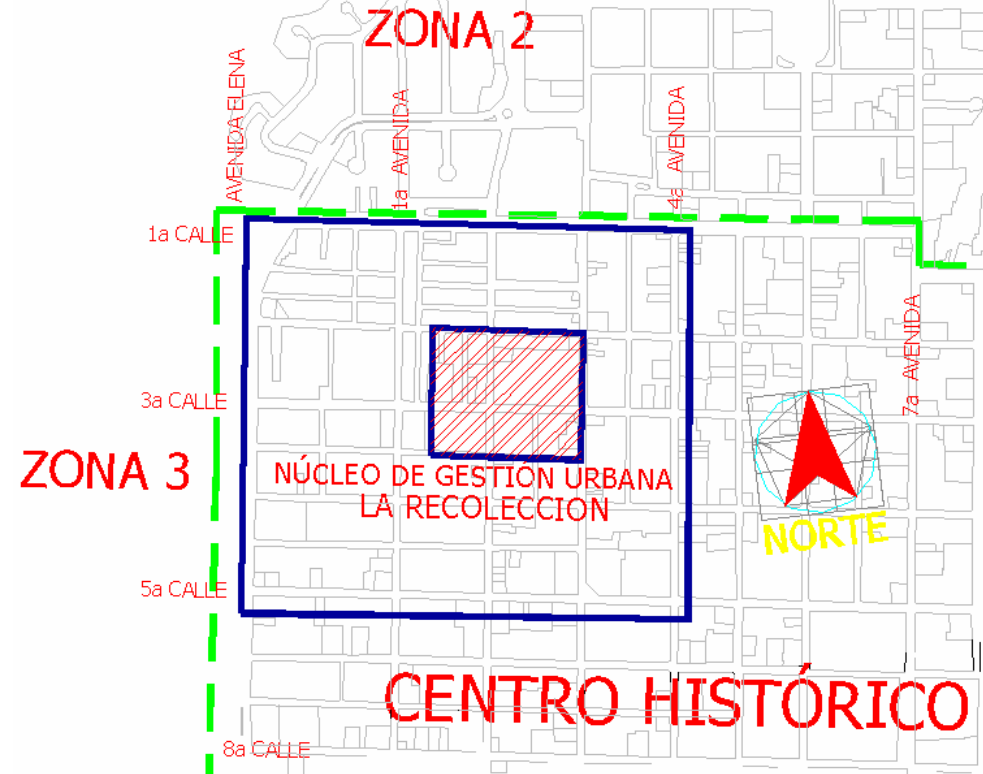 ZONA 2
AVENIDA ELENA
1a AVENIDA
4a AVENIDA
1a CALLE
7a AVENIDA
3a CALLE
ZONA 3
NÚCLEO DE GESTIÓN URBANA
LA RECOLECCION
NORTE
5a CALLE
CENTRO HISTÓRICO
8a CALLE